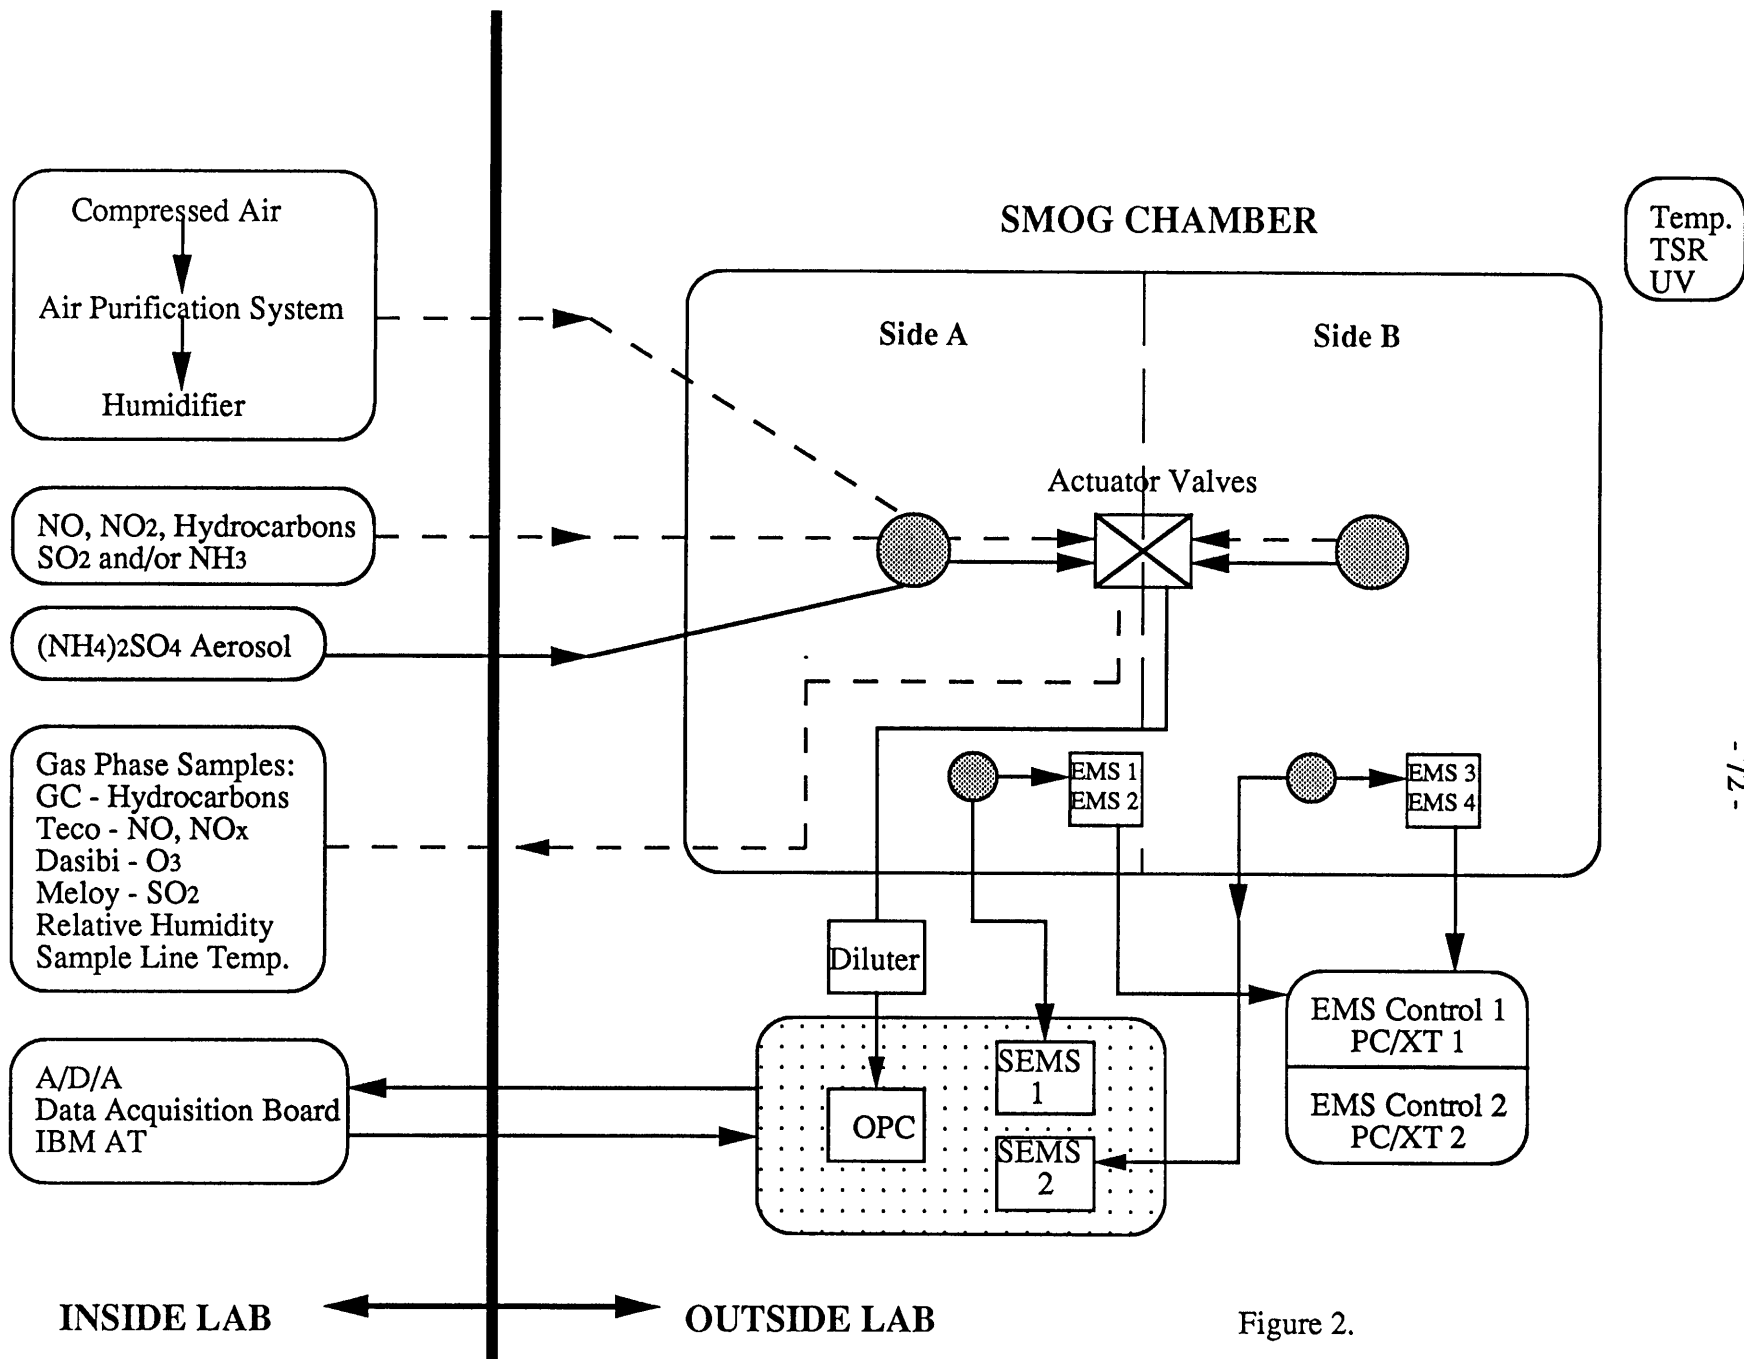 Compressed Air
Air Purification System
Humidifier
NO, NO2, Hydrocarbons
SO2 and/or NH3
(NH4)2SO4 Aerosol
Gas Phase Samples:
GC - Hydrocarbons
Teco - NO, NOx
Dasibi - O3
Meloy - SO2
Relative Humidity
Sample Line Temp.
A/D/A
Data Acquisition Board
IBM AT
INSIDE LAB
OUTSIDE LAB
SMOG CHAMBER
Side A
Side B
Actuator Valves
EMS 1
EMS 2
EMS 3
EMS 4
Diluter
OPC
SEMS
1
SEMS
2
EMS Control 1
PC/XT 1
EMS Control 2
PC/XT 2
Temp.
TSR
UV
Figure 2.